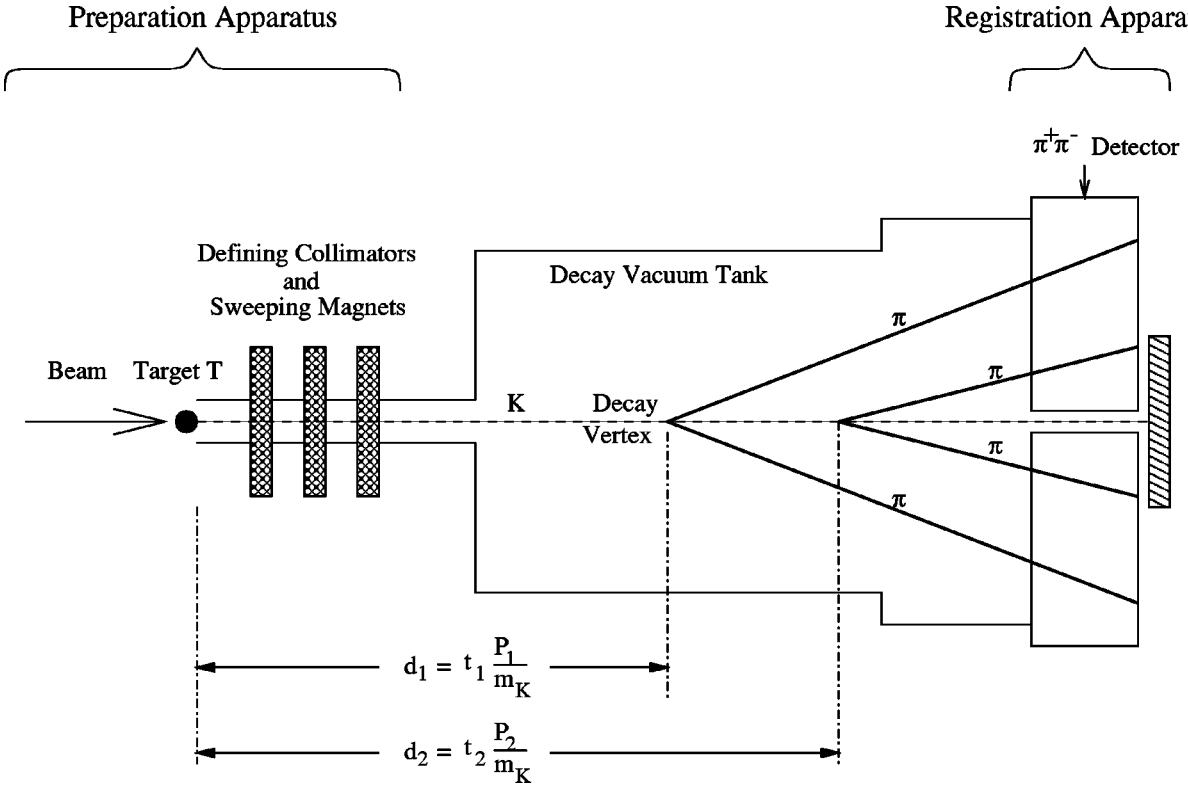 Preparation Apparatus
Registration Appara
π⁺π⁻ Detector
Defining Collimators
and
Sweeping Magnets
Decay Vacuum Tank
π
Beam
Target T
π
K
Decay
Vertex
π
π
d₁ = t₁ P₁/m_K
d₂ = t₂ P₂/m_K